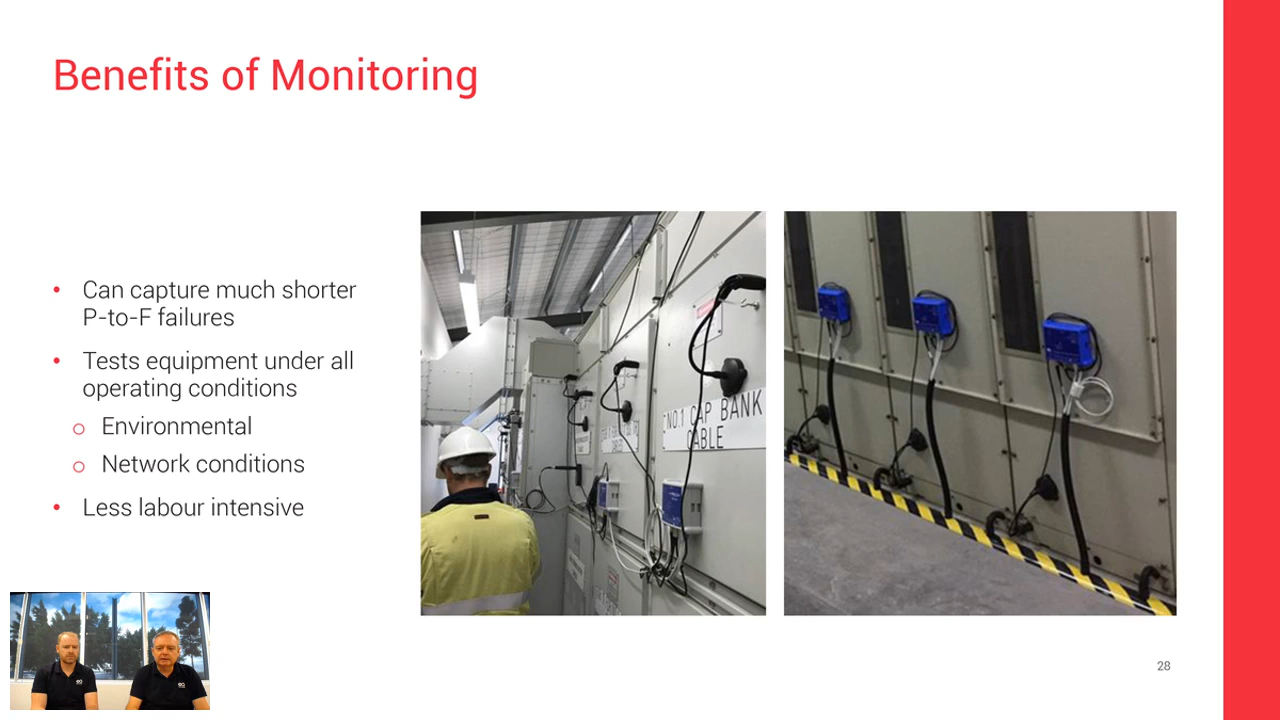 Benefits of Monitoring
• Can capture much shorter
P-to-F failures
• Tests equipment under all
operating conditions
o Environmental
o Network conditions
• Less labour intensive
NO.1 CAP BANK
CABLE
28